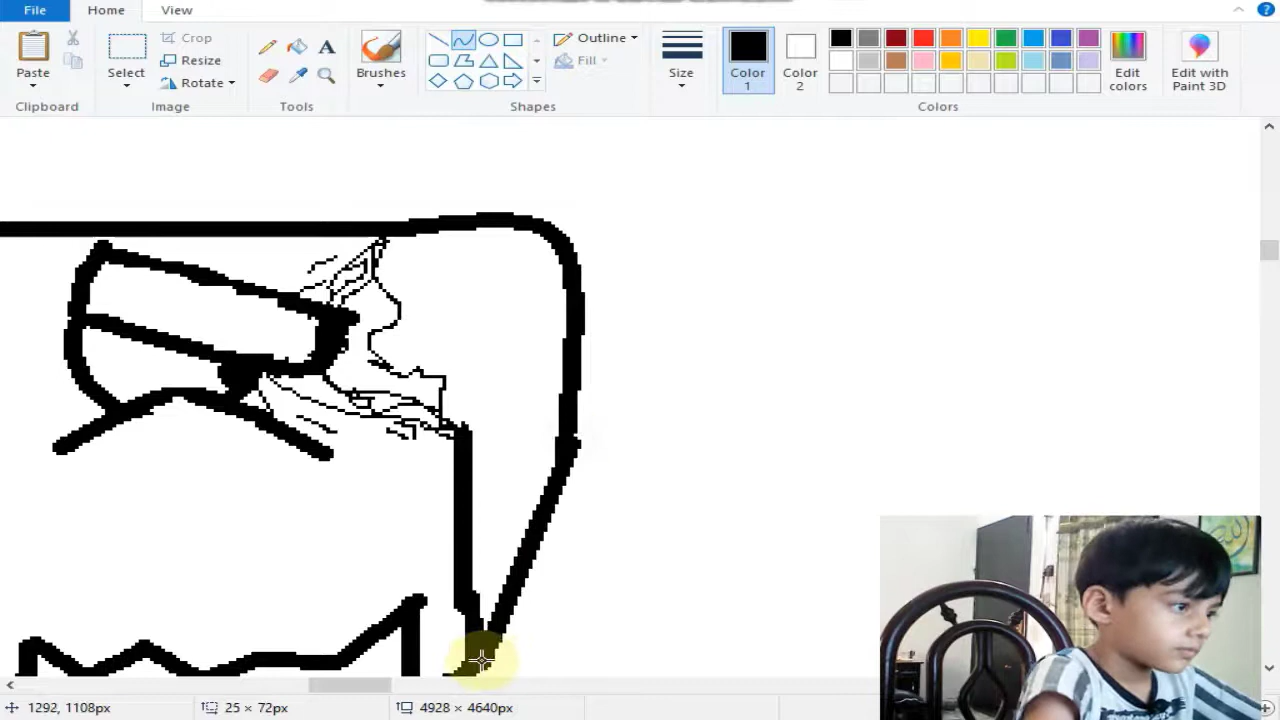 File Home View
Paste
Clipboard
Select
Crop
Resize
Rotate
Image
A
Tools
Brushes
Outline
Fill
Shapes
Size
Color 1
Color 2
Edit colors
Colors
Edit with Paint 3D
?
1292, 1108px
25 × 72px
4928 × 4640px